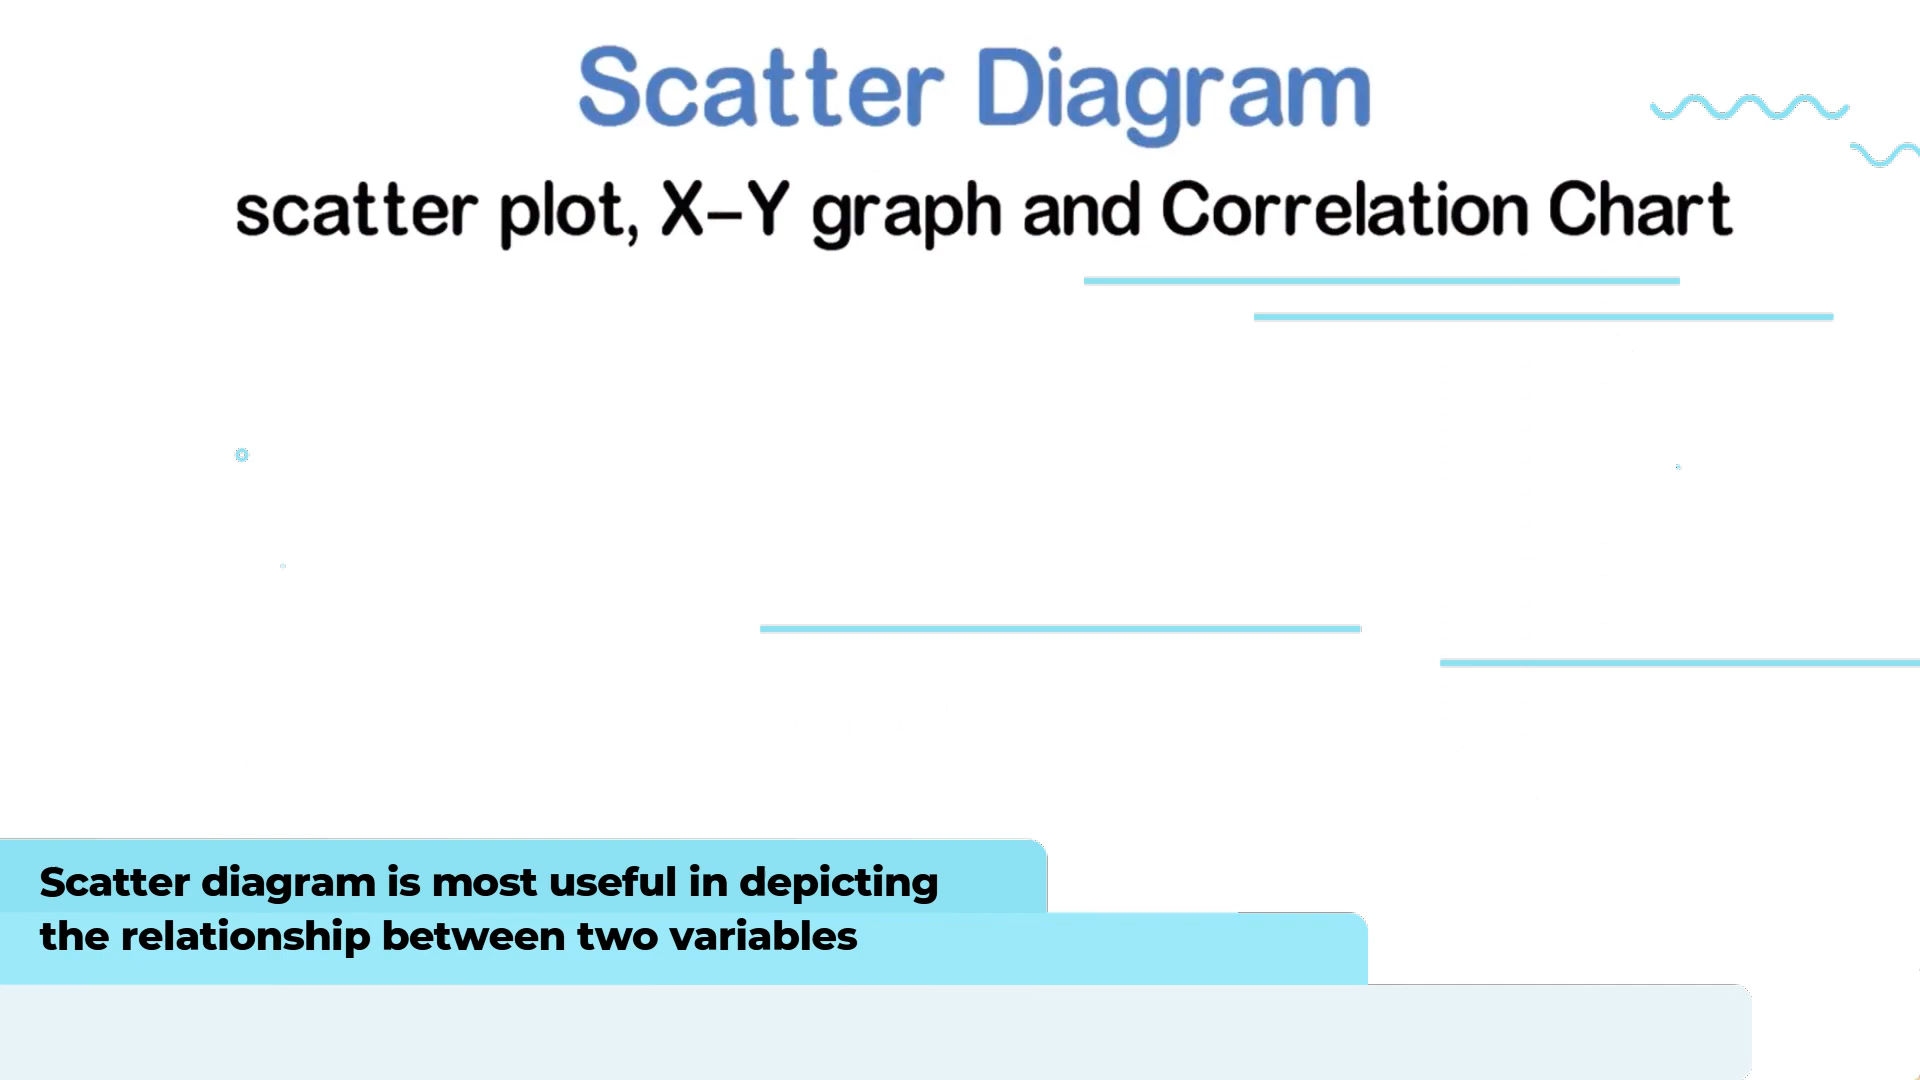 Scatter Diagram
scatter plot, X-Y graph and Correlation Chart
Scatter diagram is most useful in depicting
the relationship between two variables